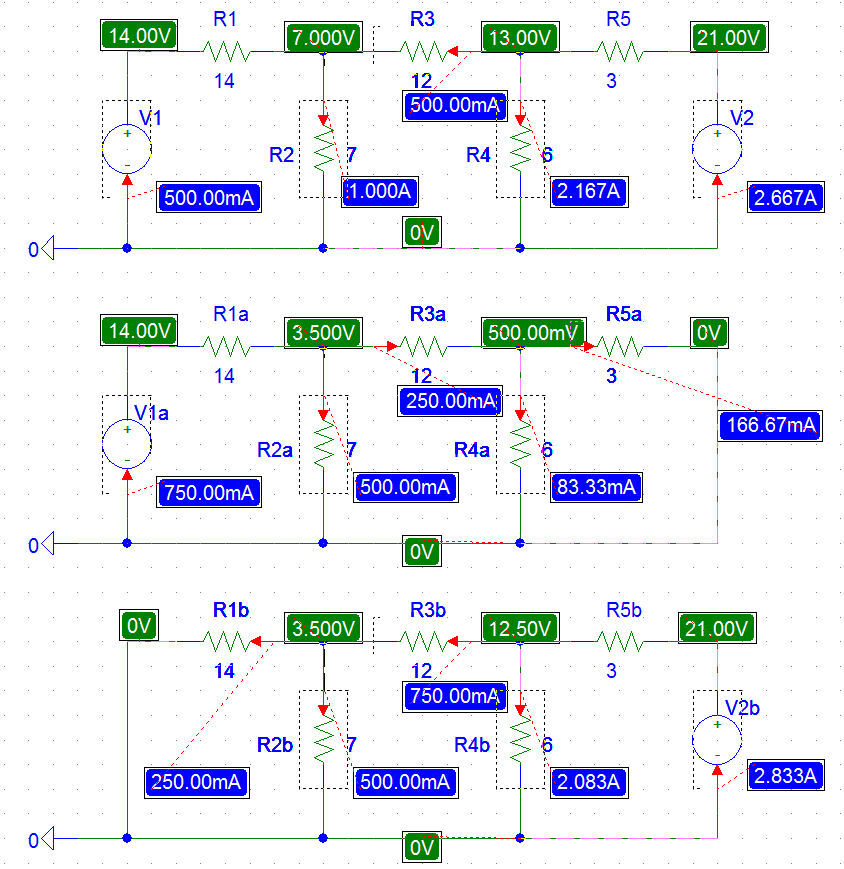 R1 R3 R5
14.00V 7.000V 13.00V 21.00V
14 12 3
500.00mA
V1 V2
+ +
R2 7 R4 6
- -
500.00mA 1.000A 2.167A 2.667A
0V
0
R1a R3a R5a
14.00V 3.500V 500.00mV 0V
14 12 3
250.00mA
V1a 166.67mA
+
R2a 7 R4a 6
-
750.00mA 500.00mA 83.33mA
0 0V
R1b R3b R5b
0V 3.500V 12.50V 21.00V
14 12 3
750.00mA V2b
+
R2b 7 R4b 6
-
250.00mA 500.00mA 2.083A 2.833A
0 0V